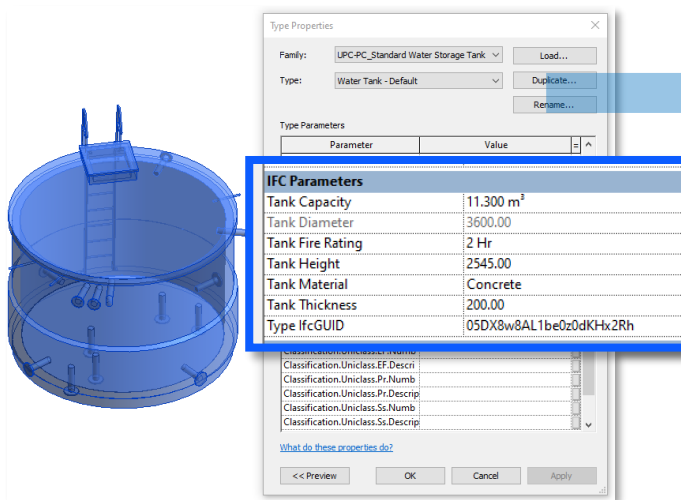 Type Properties
Family: UPC-PC_Standard Water Storage Tank Load...
Type: Water Tank - Default Duplicate...
Rename...
Type Parameters
Parameter Value =
IFC Parameters
Tank Capacity 11.300 m³
Tank Diameter 3600.00
Tank Fire Rating 2 Hr
Tank Height 2545.00
Tank Material Concrete
Tank Thickness 200.00
Type IfcGUID 05DX8w8AL1be0z0dKHx2Rh
Classification.Uniclass.EF.Numb
Classification.Uniclass.EF.Descri
Classification.Uniclass.Pr.Numb
Classification.Uniclass.Pr.Descrip
Classification.Uniclass.Ss.Numb
Classification.Uniclass.Ss.Descrip
What do these properties do?
<< Preview OK Cancel Apply